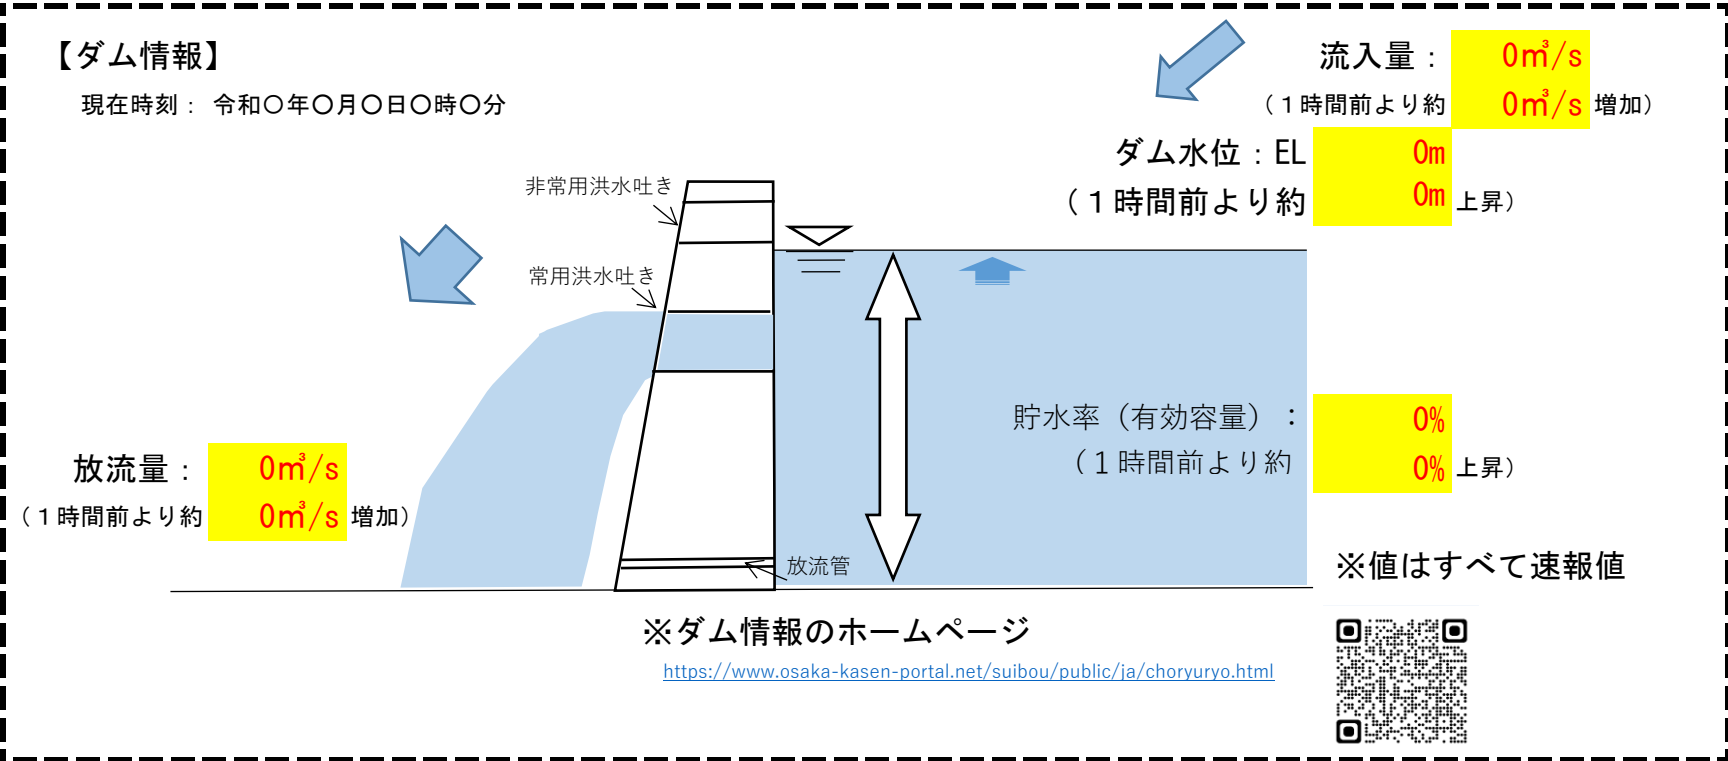 【ダム情報】
現在時刻： 令和〇年〇月〇日〇時〇分
流入量： 0㎥/s
（１時間前より約 0㎥/s 増加）
ダム水位：EL 0m
（１時間前より約 0m 上昇）
非常用洪水吐き
常用洪水吐き
貯水率（有効容量）： 0%
（１時間前より約 0% 上昇）
放流量： 0㎥/s
（１時間前より約 0㎥/s 増加）
放流管
※値はすべて速報値
※ダム情報のホームページ
https://www.osaka-kasen-portal.net/suibou/public/ja/choryuryo.html